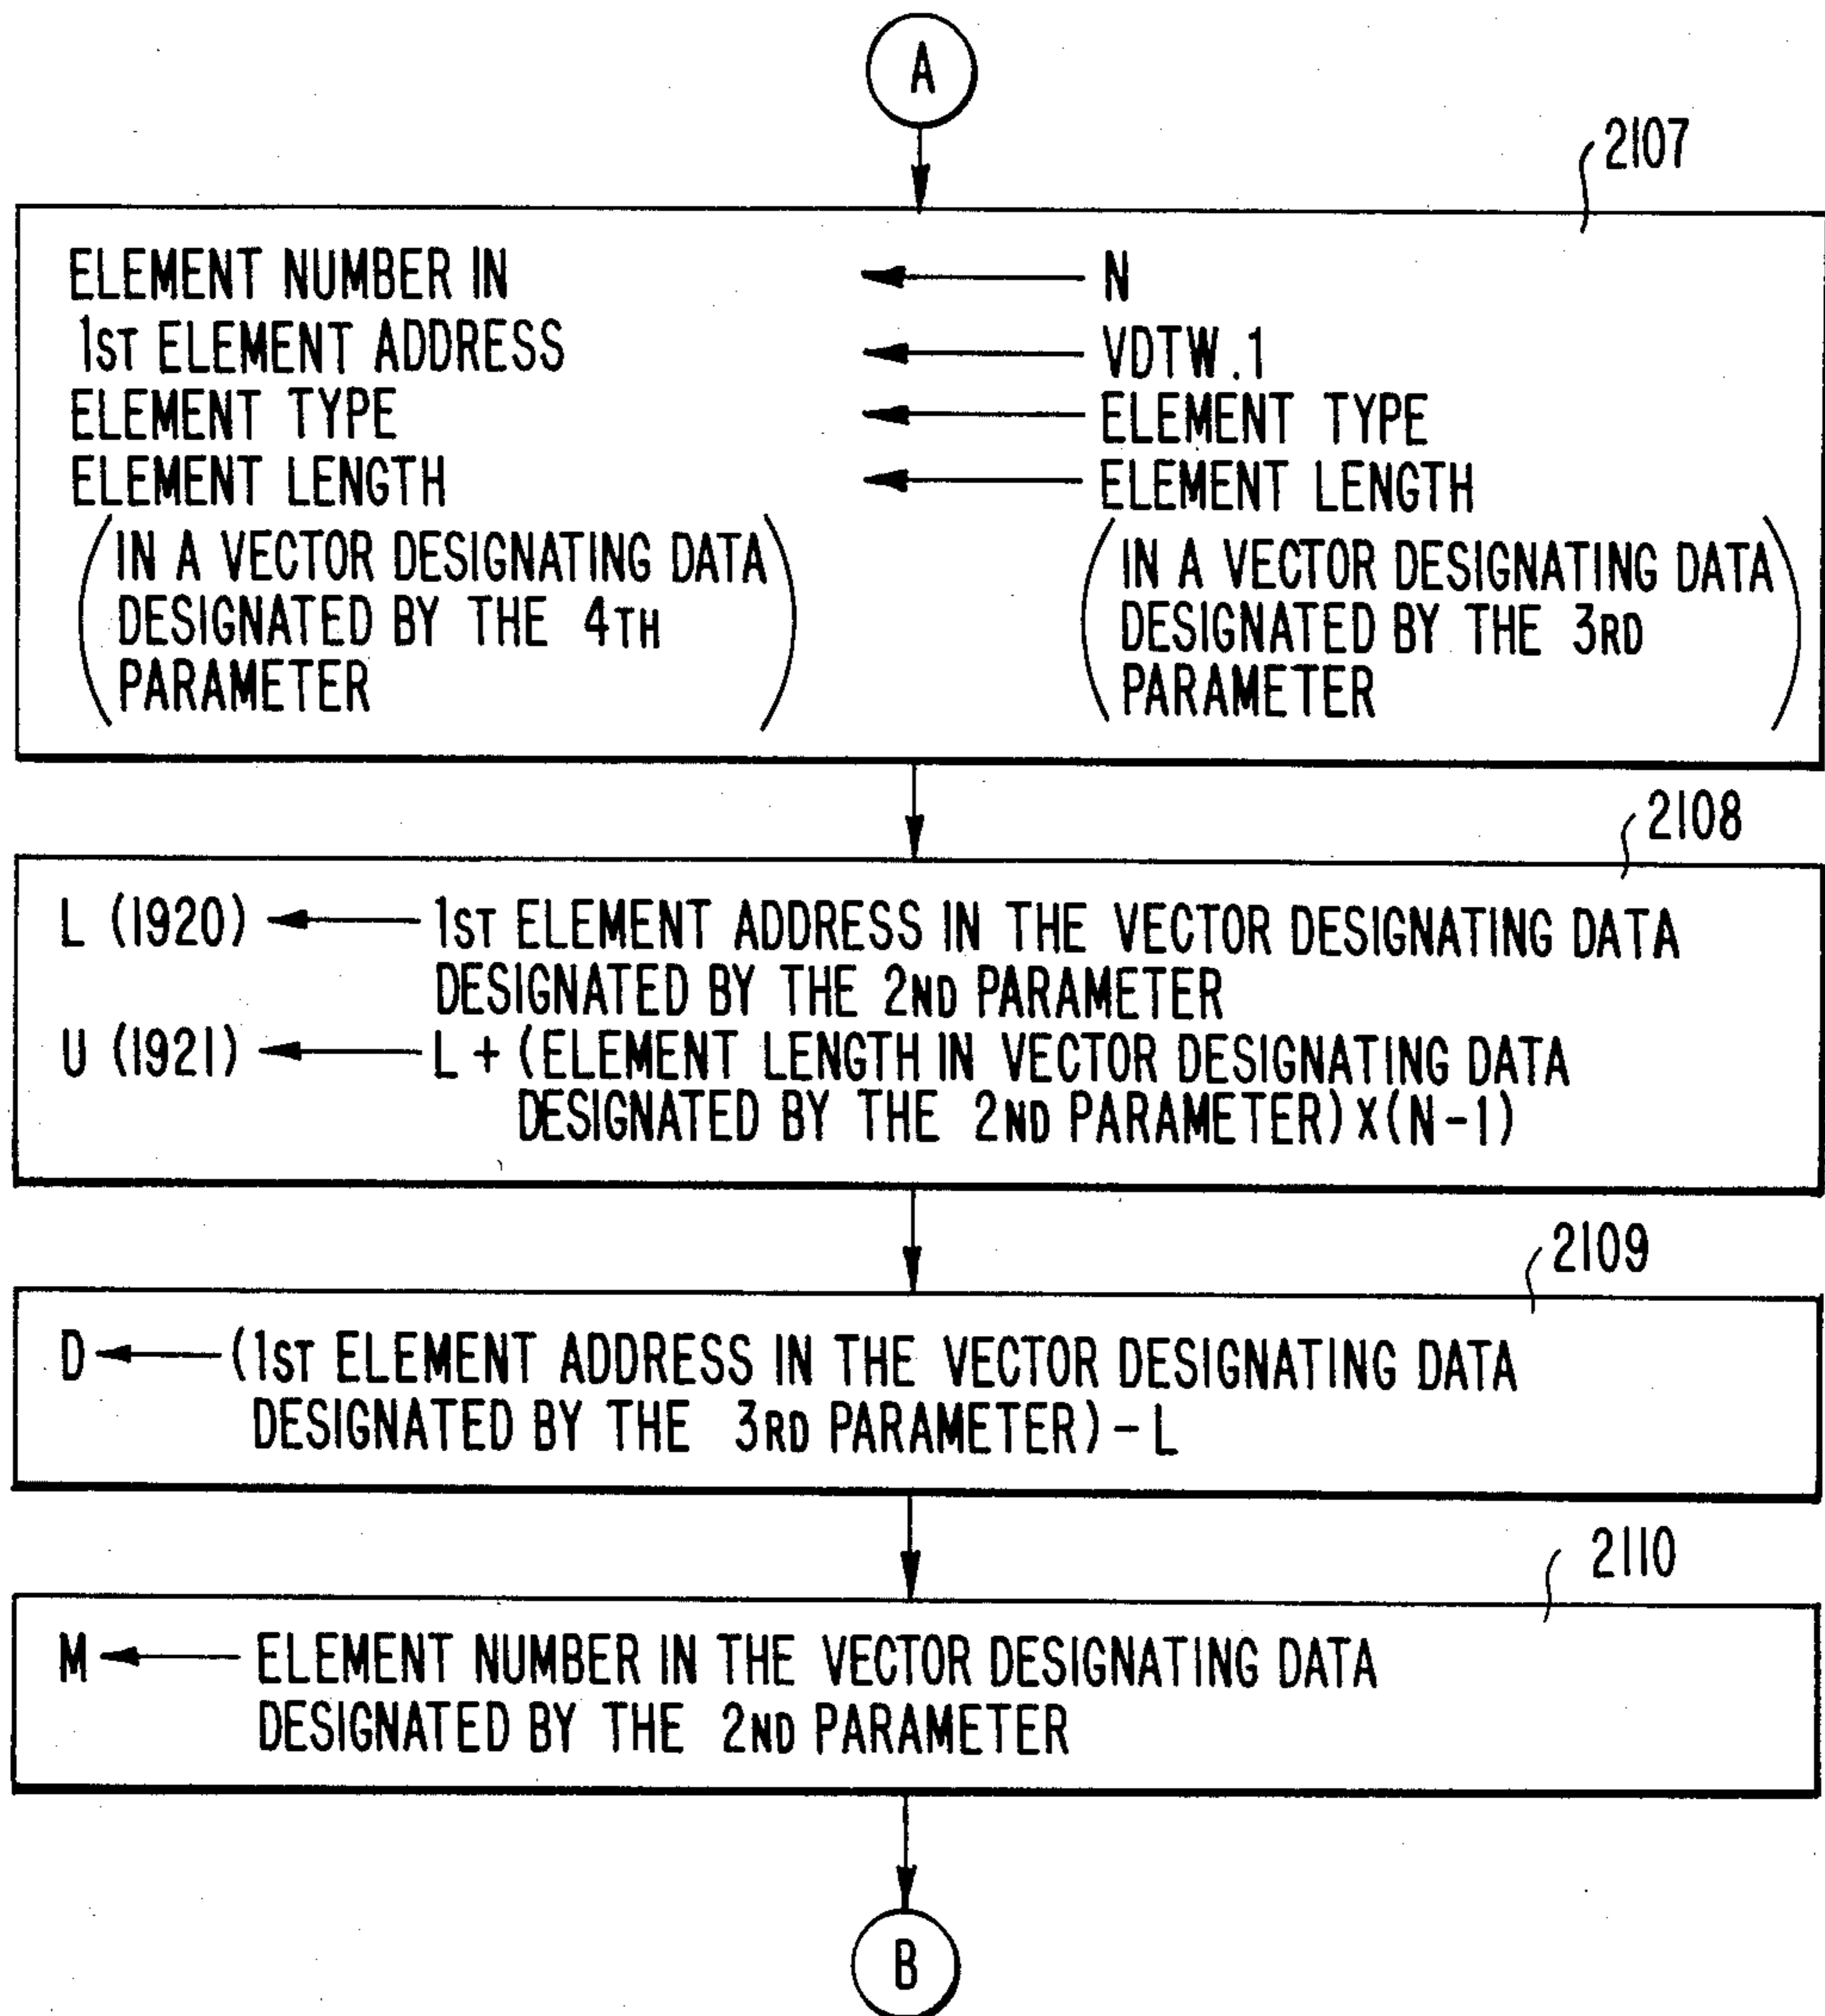 A
2107
ELEMENT NUMBER IN ← N
1ST ELEMENT ADDRESS ← VDTW.1
ELEMENT TYPE ← ELEMENT TYPE
ELEMENT LENGTH ← ELEMENT LENGTH
(IN A VECTOR DESIGNATING DATA
DESIGNATED BY THE 4TH
PARAMETER)
(IN A VECTOR DESIGNATING DATA
DESIGNATED BY THE 3RD
PARAMETER)
2108
L (1920) ← 1ST ELEMENT ADDRESS IN THE VECTOR DESIGNATING DATA
DESIGNATED BY THE 2ND PARAMETER
U (1921) ← L + (ELEMENT LENGTH IN VECTOR DESIGNATING DATA
DESIGNATED BY THE 2ND PARAMETER) X (N-1)
2109
D ← (1ST ELEMENT ADDRESS IN THE VECTOR DESIGNATING DATA
DESIGNATED BY THE 3RD PARAMETER) - L
2110
M ← ELEMENT NUMBER IN THE VECTOR DESIGNATING DATA
DESIGNATED BY THE 2ND PARAMETER
B